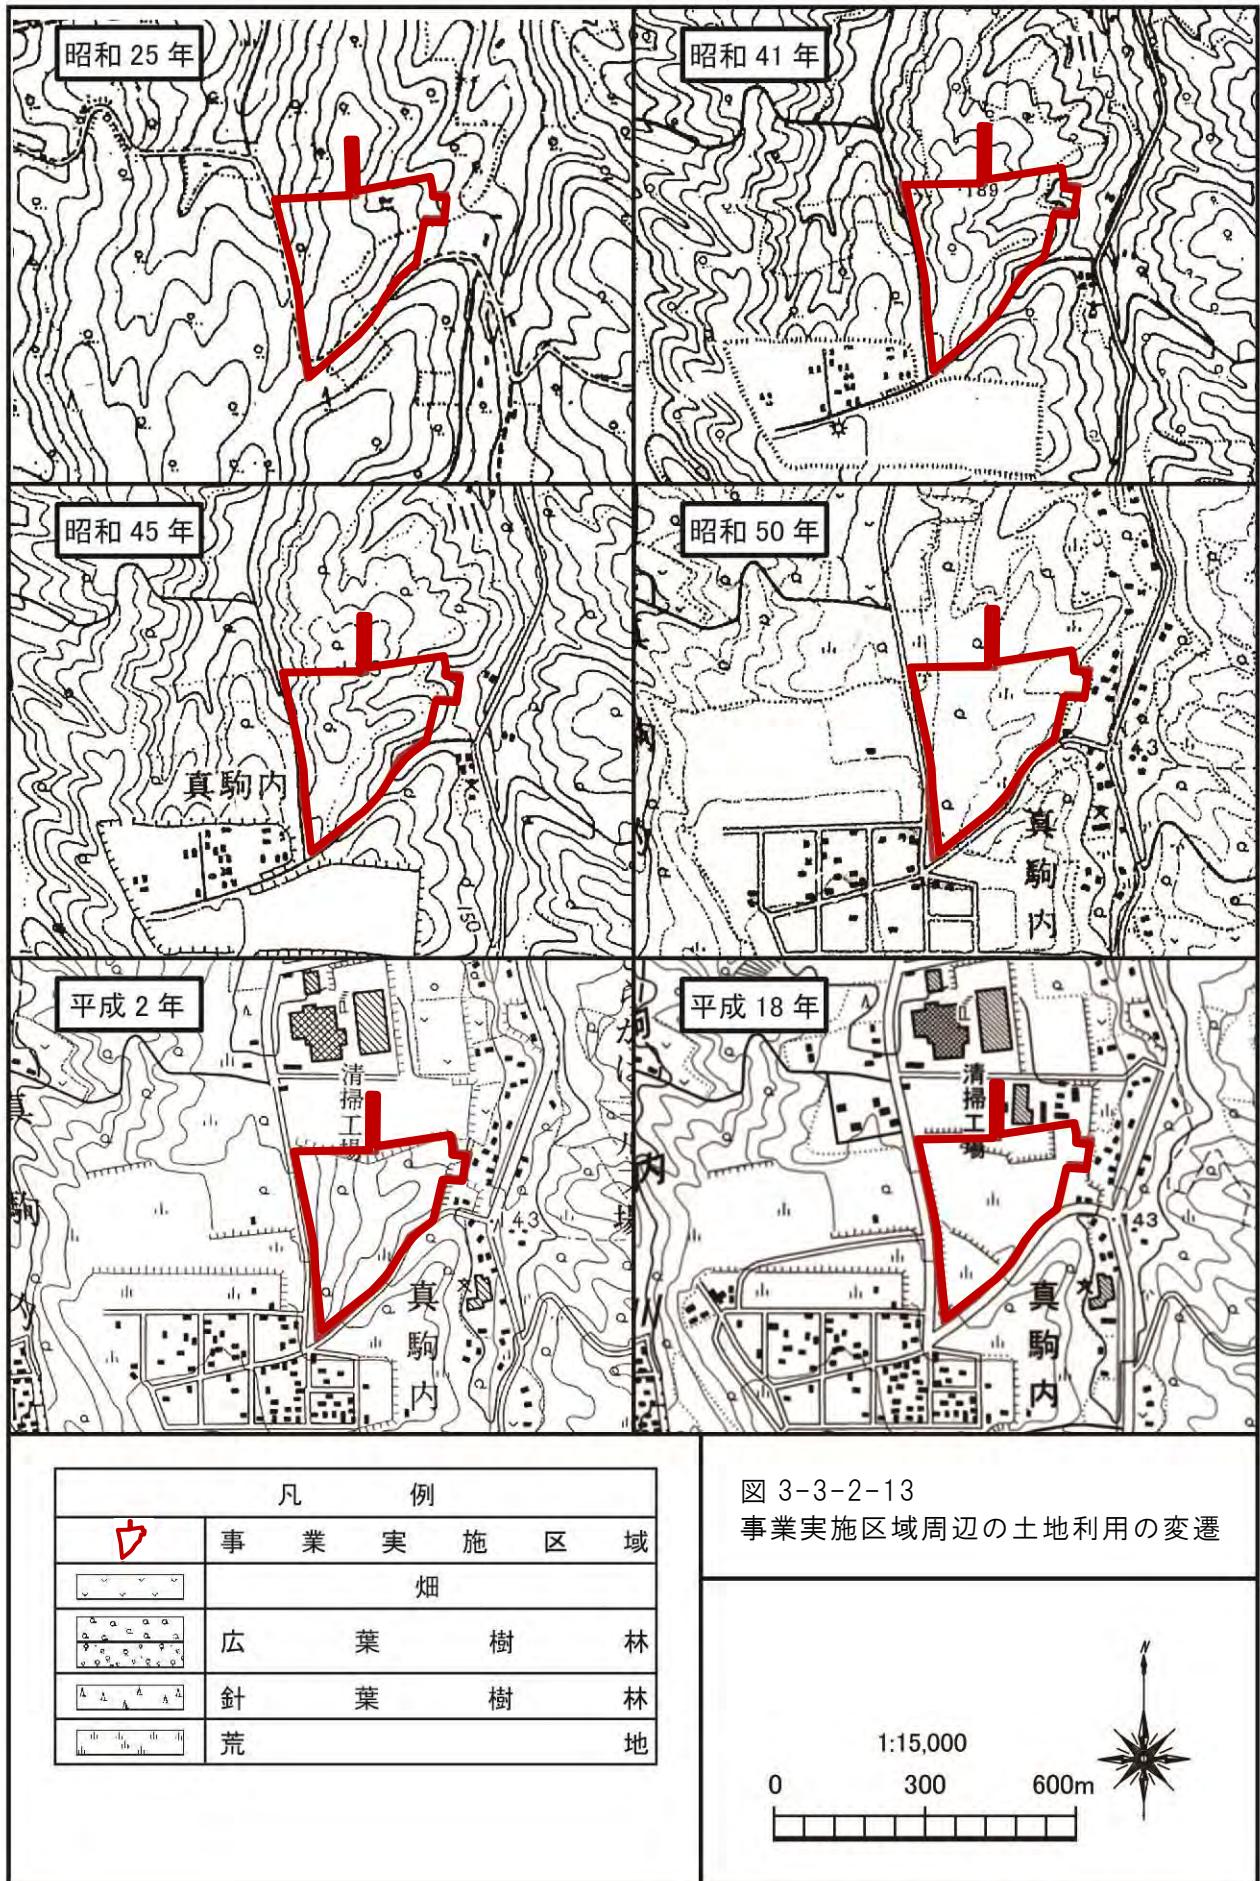 昭和 25 年
昭和 41 年
189
昭和 45 年
真駒内
150
昭和 50 年
真駒内
43
平成 2 年
清掃工場
43
真駒内
平成 18 年
清掃工場
43
真駒内
凡 例
事業実施区域
畑
広葉樹林
針葉樹林
荒地
図 3-3-2-13
事業実施区域周辺の土地利用の変遷
N
1:15,000
0 300 600m